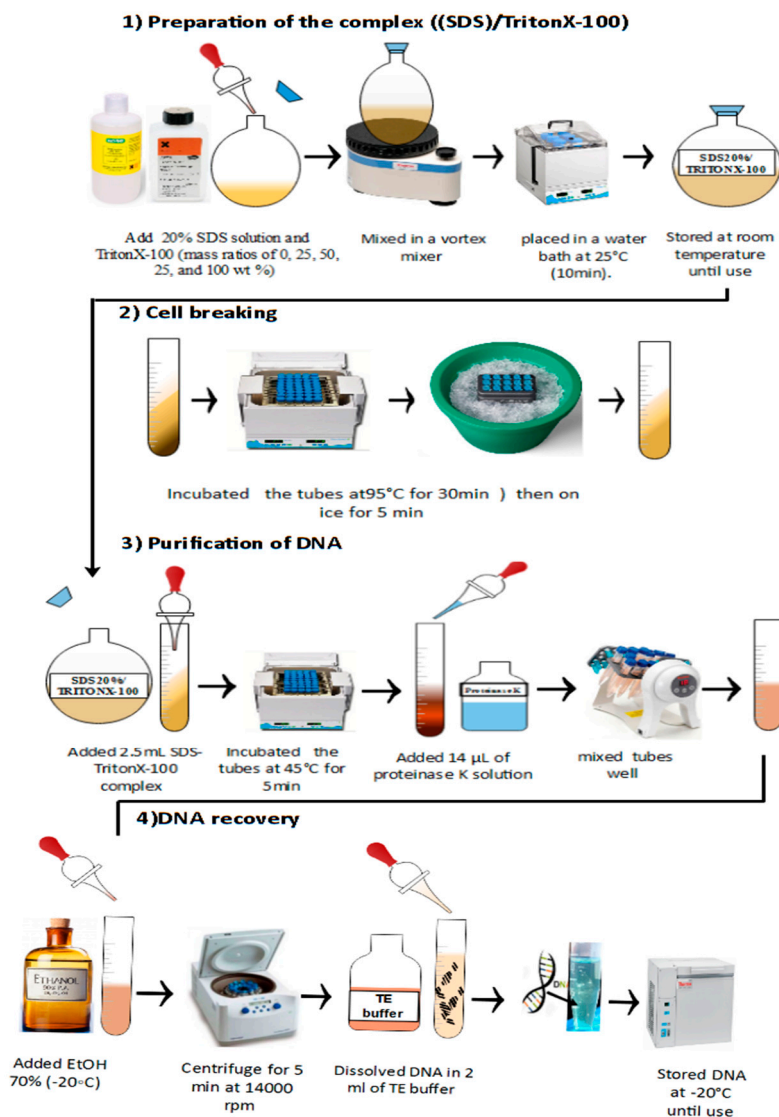 1) Preparation of the complex ((SDS)/TritonX-100)
SDS20%/
TRITONX-100
Add 20% SDS solution and
TritonX-100 (mass ratios of 0, 25, 50,
25, and 100 wt %)
Mixed in a vortex
mixer
placed in a water
bath at 25°C
(10min).
Stored at room
temperature
until use
2) Cell breaking
Incubated the tubes at95°C for 30min ) then on
ice for 5 min
3) Purification of DNA
SDS20%/
TRITONX-100
Proteinase K
Added 2.5mL SDS-
TritonX-100
complex
Incubated the
tubes at 45°C for
5min
Added 14 µL of
proteinase K solution
mixed tubes
well
4)DNA recovery
ETHANOL
TE
buffer
DNA
Added EtOH
70% (-20◦C)
Centrifuge for 5
min at 14000
rpm
Dissolved DNA in 2
ml of TE buffer
Stored DNA
at -20°C
until use